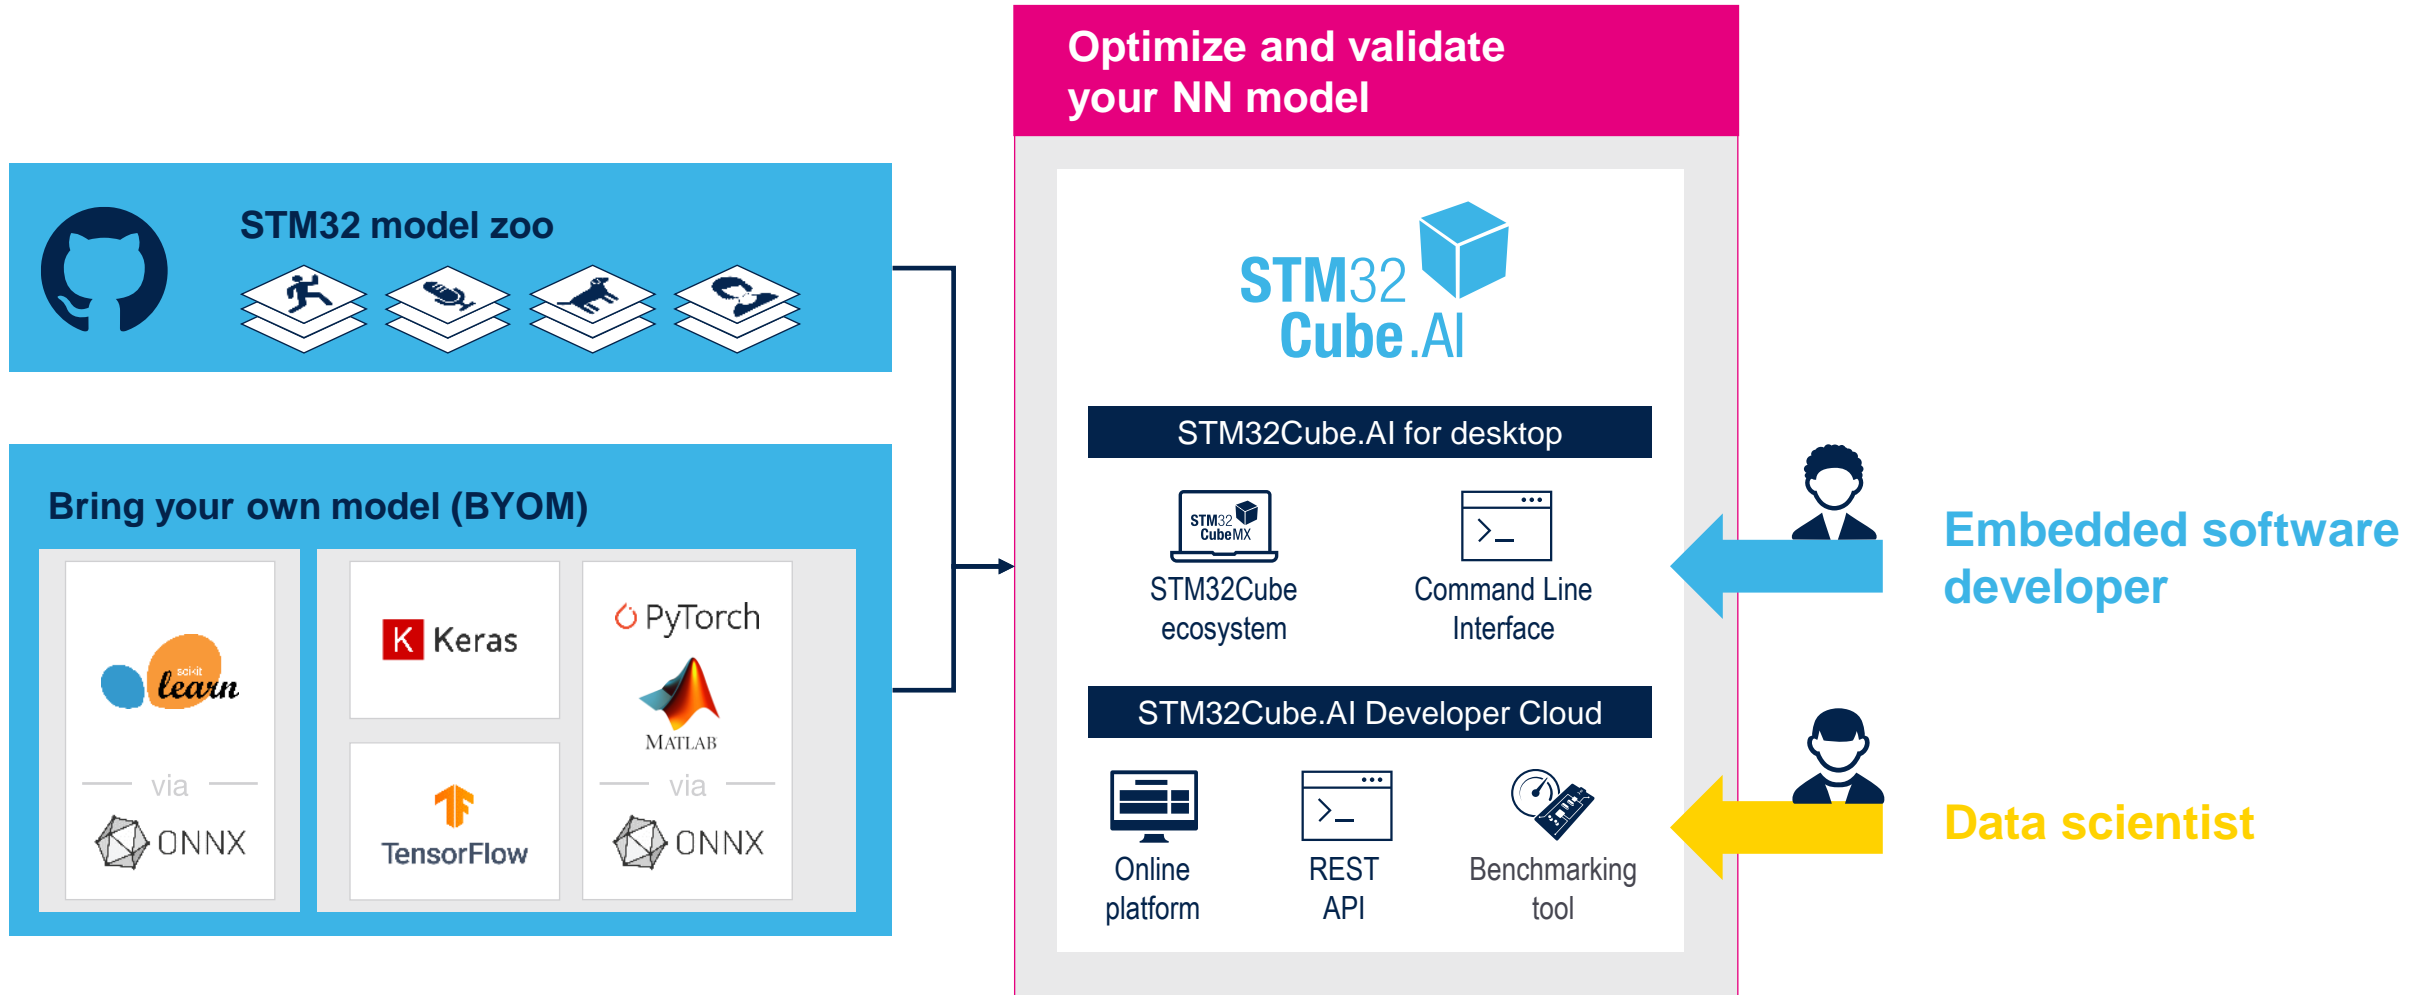 Optimize and validate
your NN model
STM32 model zoo
Bring your own model (BYOM)
scikit
learn
via
ONNX
K Keras
TensorFlow
PyTorch
MATLAB
via
ONNX
STM32
Cube.AI
STM32Cube.AI for desktop
STM32
CubeMX
STM32Cube
ecosystem
>_
Command Line
Interface
STM32Cube.AI Developer Cloud
Online
platform
>_
REST
API
Benchmarking
tool
Embedded software
developer
Data scientist